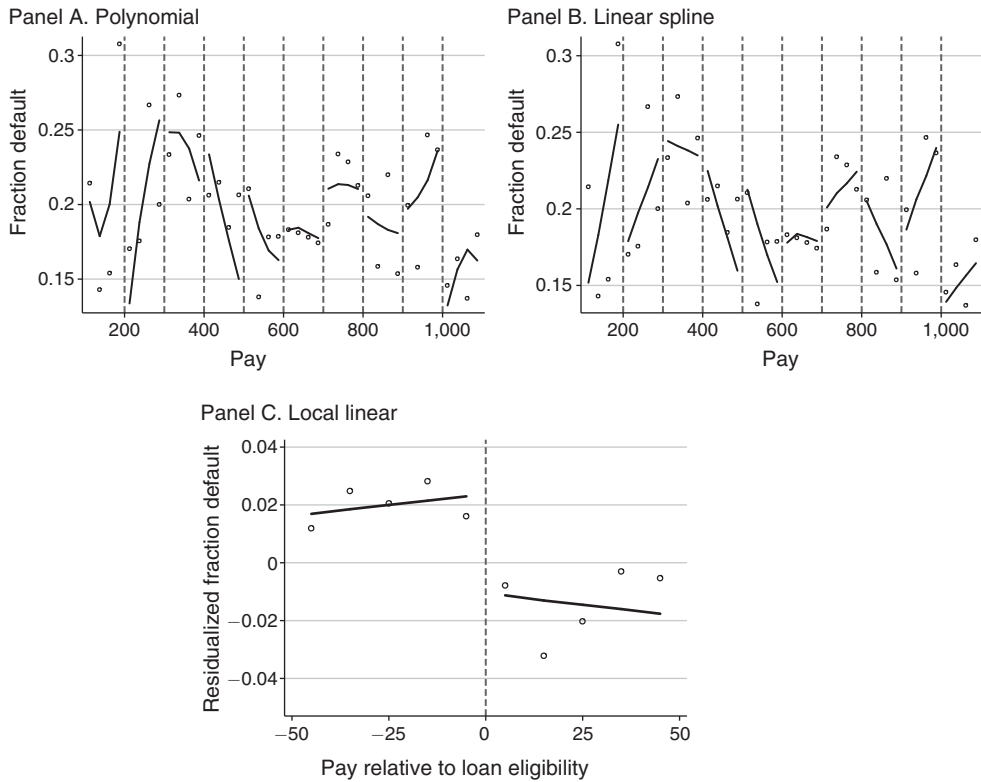 Panel A. Polynomial
Fraction default
0.3
0.25
0.2
0.15
200 400 600 800 1,000
Pay
Panel B. Linear spline
Fraction default
0.3
0.25
0.2
0.15
200 400 600 800 1,000
Pay
Panel C. Local linear
Residualized fraction default
0.04
0.02
0
−0.02
−0.04
−50 −25 0 25 50
Pay relative to loan eligibility